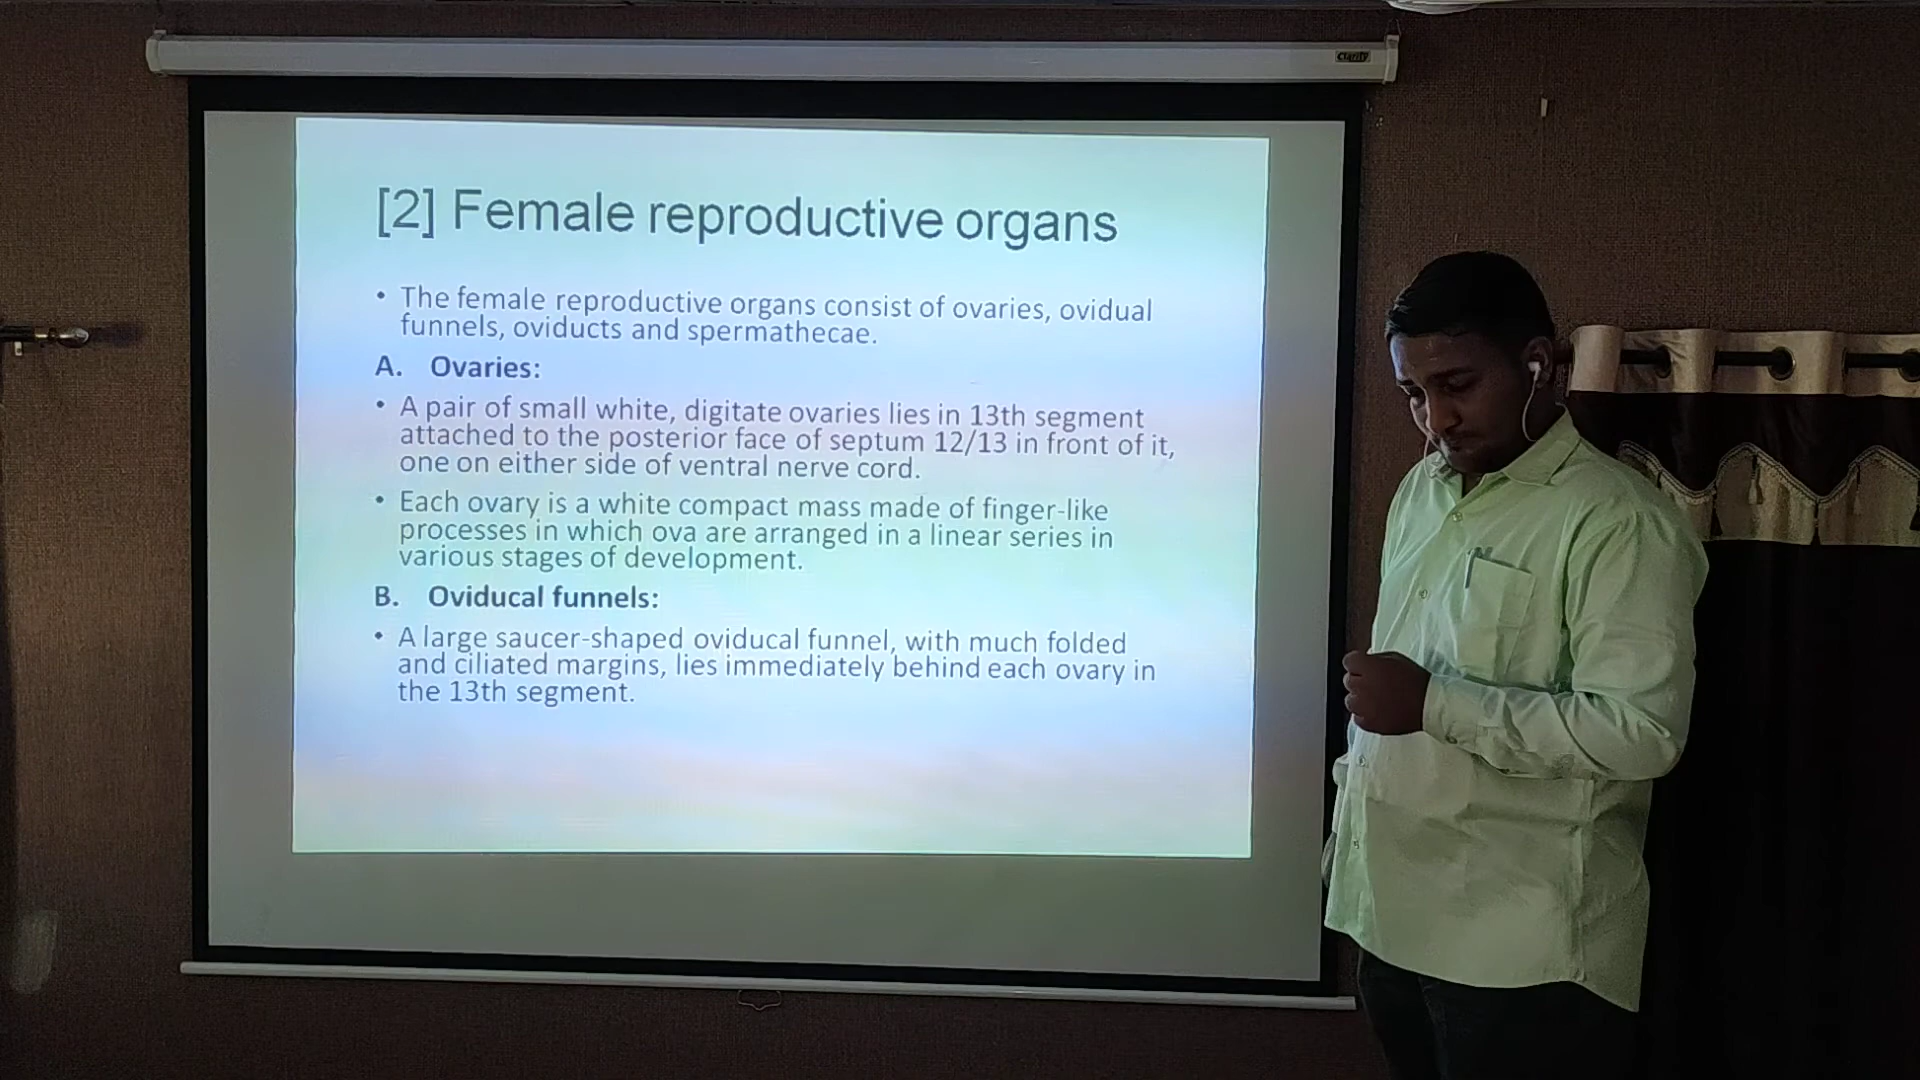 clarity
[2] Female reproductive organs
• The female reproductive organs consist of ovaries, ovidual
funnels, oviducts and spermathecae.
A. Ovaries:
• A pair of small white, digitate ovaries lies in 13th segment
attached to the posterior face of septum 12/13 in front of it,
one on either side of ventral nerve cord.
• Each ovary is a white compact mass made of finger-like
processes in which ova are arranged in a linear series in
various stages of development.
B. Oviducal funnels:
• A large saucer-shaped oviducal funnel, with much folded
and ciliated margins, lies immediately behind each ovary in
the 13th segment.